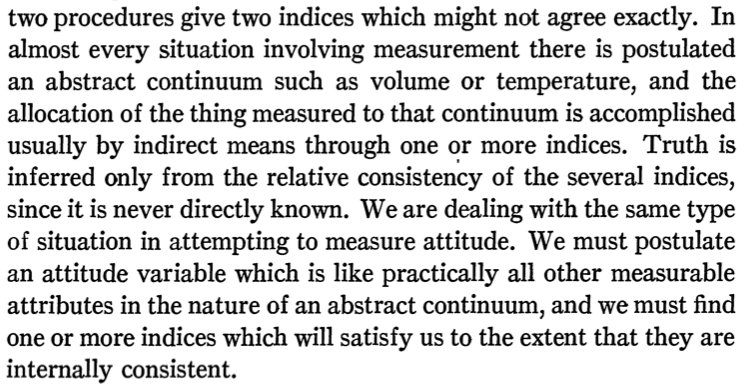 two procedures give two indices which might not agree exactly. In
almost every situation involving measurement there is postulated
an abstract continuum such as volume or temperature, and the
allocation of the thing measured to that continuum is accomplished
usually by indirect means through one or more indices. Truth is
inferred only from the relative consistency of the several indices,
since it is never directly known. We are dealing with the same type
of situation in attempting to measure attitude. We must postulate
an attitude variable which is like practically all other measurable
attributes in the nature of an abstract continuum, and we must find
one or more indices which will satisfy us to the extent that they are
internally consistent.